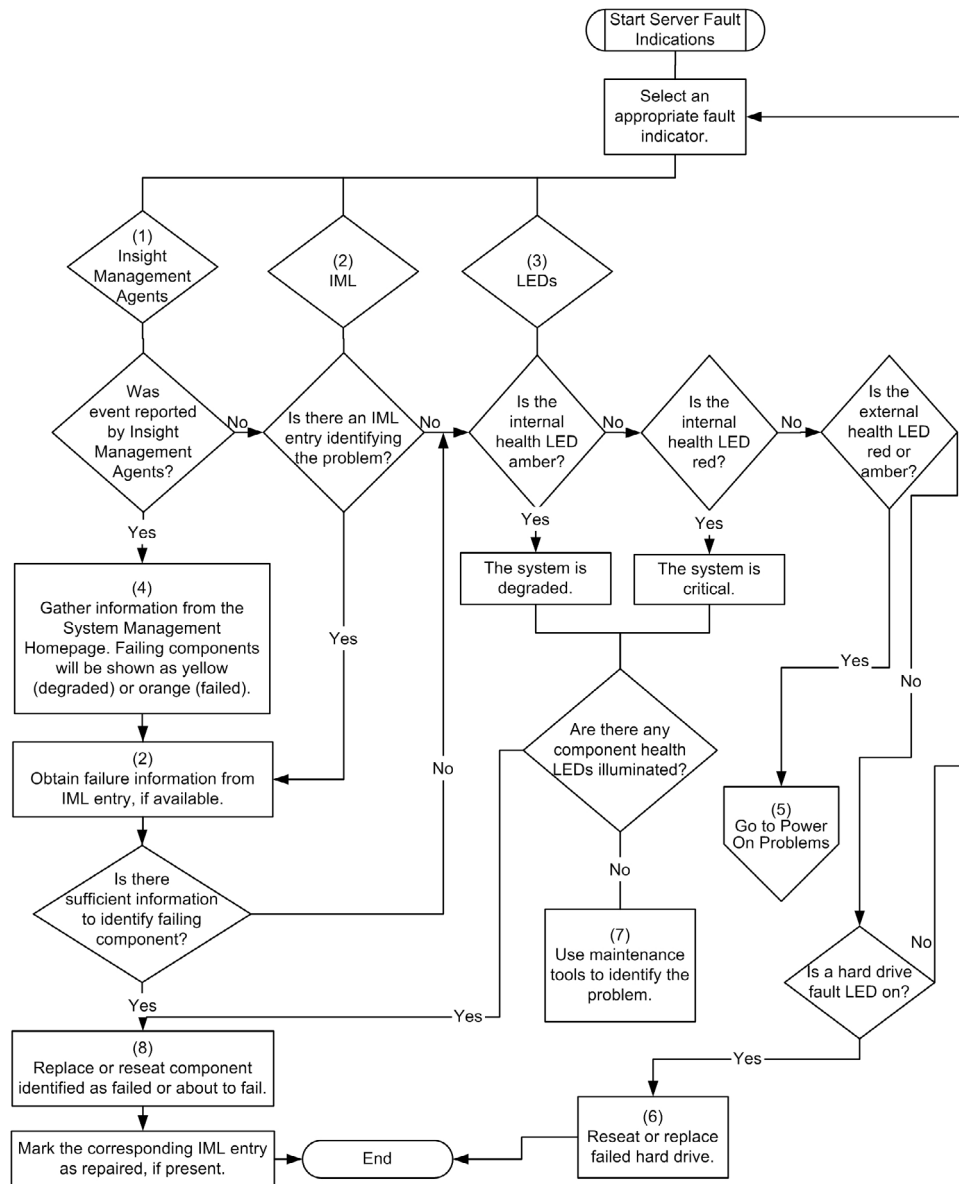 Start Server Fault
Indications
Select an
appropriate fault
indicator.
(1)
Insight
Management
Agents
(2)
IML
(3)
LEDs
Was
event reported
by Insight
Management
Agents?
No
Is there an IML
entry identifying
the problem?
No
Is the
internal
health LED
amber?
No
Is the
internal
health LED
red?
No
Is the
external
health LED
red or
amber?
Yes
Yes
Yes
(4)
Gather information from the
System Management
Homepage. Failing components
will be shown as yellow
(degraded) or orange (failed).
The system is
degraded.
The system is
critical.
Yes
Yes
No
Are there any
component health
LEDs illuminated?
(2)
Obtain failure information from
IML entry, if available.
No
(5)
Go to Power
On Problems
Is there
sufficient information
to identify failing
component?
No
(7)
Use maintenance
tools to identify the
problem.
No
Is a hard drive
fault LED on?
Yes
Yes
(8)
Replace or reseat component
identified as failed or about to fail.
Yes
(6)
Reseat or replace
failed hard drive.
Mark the corresponding IML entry
as repaired, if present.
End